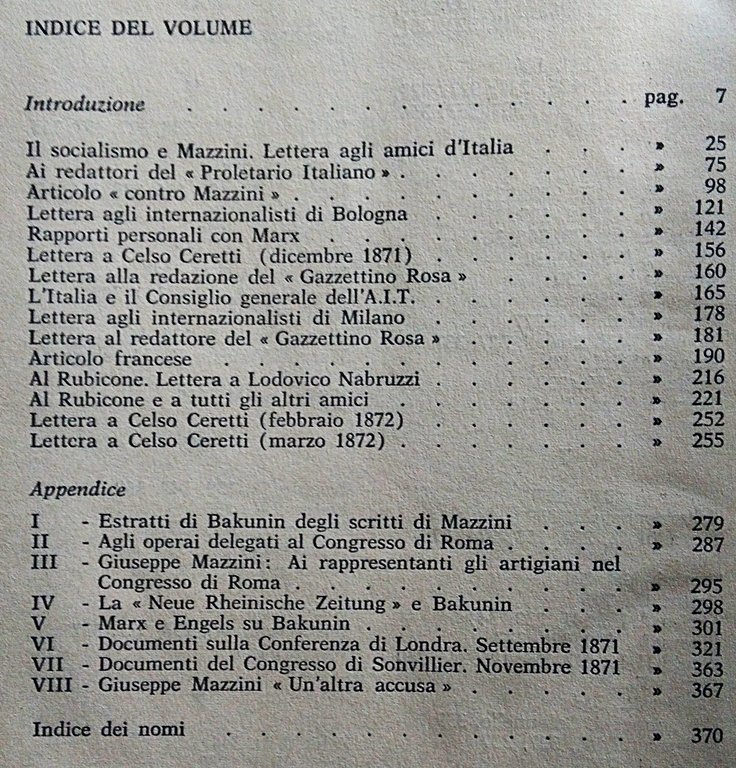 INDICE DEL VOLUME
Introduzione . . . . . . . . . . . . . pag. 7
Il socialismo e Mazzini. Lettera agli amici d'Italia . . . » 25
Ai redattori del « Proletario Italiano » . . . . . . . » 75
Articolo « contro Mazzini » . . . . . . . . . . » 98
Lettera agli internazionalisti di Bologna . . . . . . » 121
Rapporti personali con Marx . . . . . . . . . » 142
Lettera a Celso Ceretti (dicembre 1871) . . . . . . » 156
Lettera alla redazione del « Gazzettino Rosa » . . . . » 160
L'Italia e il Consiglio generale dell'A.I.T. . . . . . . » 165
Lettera agli internazionalisti di Milano . . . . . . » 178
Lettera al redattore del « Gazzettino Rosa » . . . . . » 181
Articolo francese . . . . . . . . . . . . » 190
Al Rubicone. Lettera a Lodovico Nabruzzi . . . . . . » 216
Al Rubicone e a tutti gli altri amici . . . . . . . » 221
Lettera a Celso Ceretti (febbraio 1872) . . . . . . » 252
Lettera a Celso Ceretti (marzo 1872) . . . . . . . » 255
Appendice
I - Estratti di Bakunin degli scritti di Mazzini . . . » 279
II - Agli operai delegati al Congresso di Roma . . . . » 287
III - Giuseppe Mazzini: Ai rappresentanti gli artigiani nel
Congresso di Roma . . . . . . . . . . » 295
IV - La « Neue Rheinische Zeitung » e Bakunin . . . » 298
V - Marx e Engels su Bakunin . . . . . . . . » 301
VI - Documenti sulla Conferenza di Londra. Settembre 1871 » 321
VII - Documenti del Congresso di Sonvillier. Novembre 1871 » 363
VIII - Giuseppe Mazzini « Un'altra accusa » . . . . . » 367
Indice dei nomi . . . . . . . . . . . . » 370